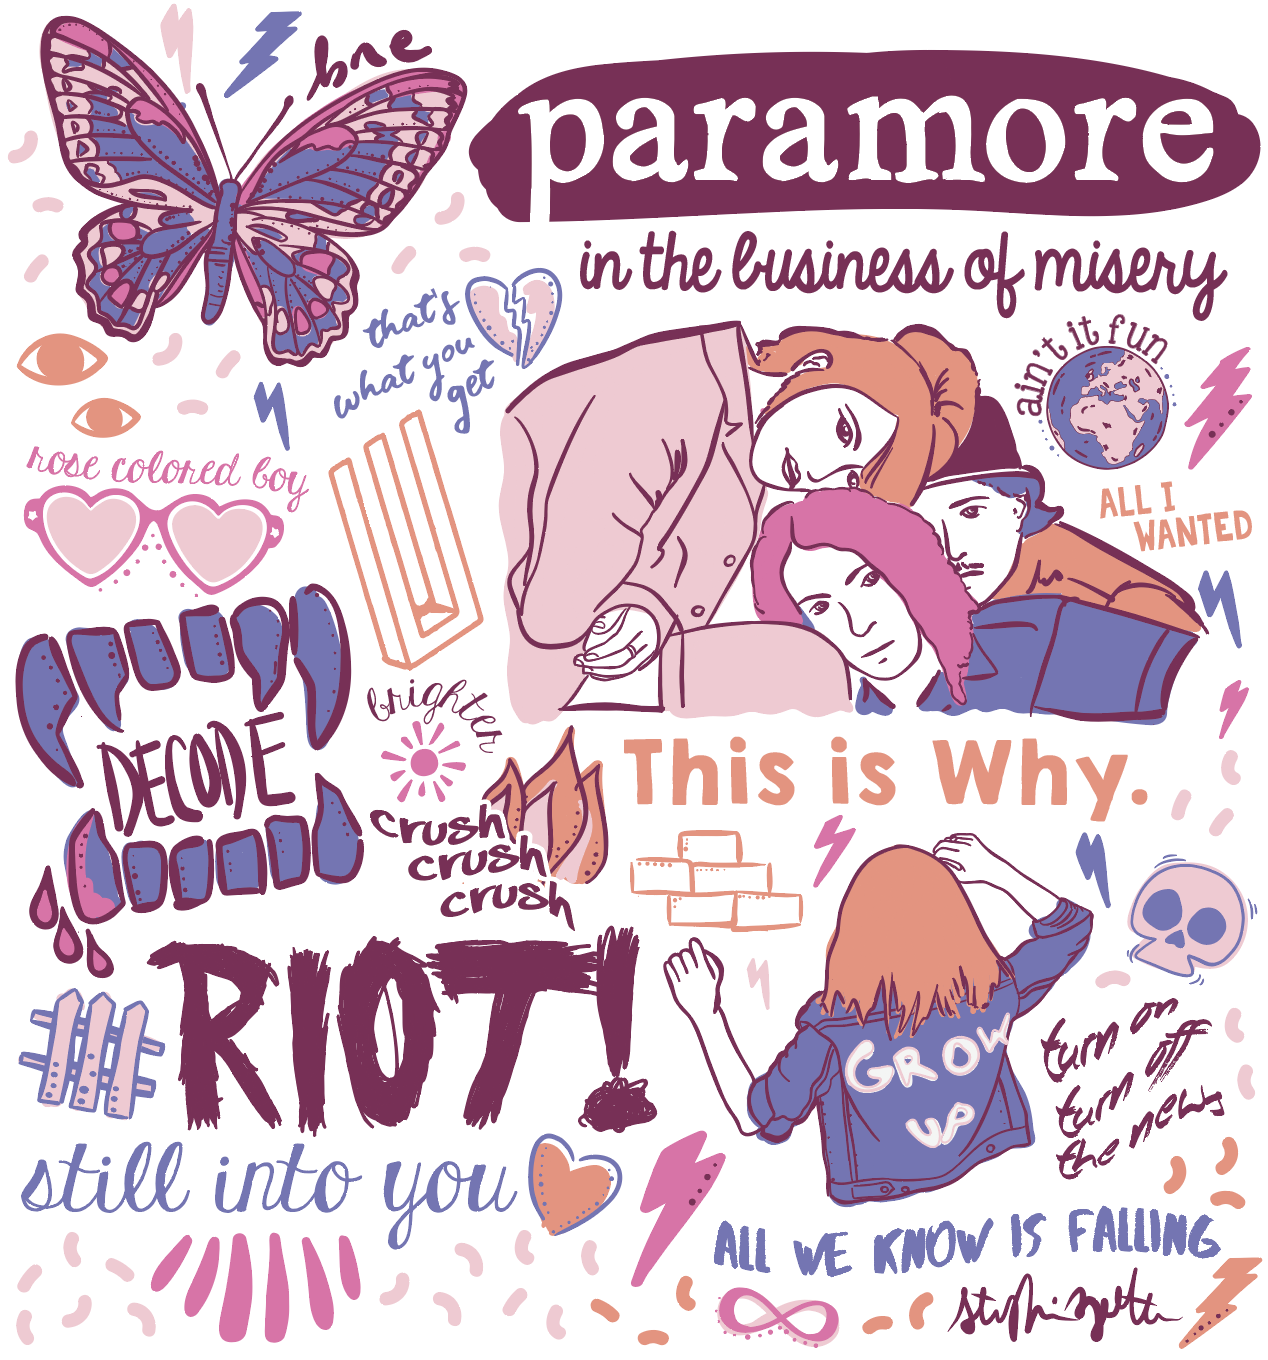 bne
paramore
in the business of misery
that's
what you
get
ain't it fun
rose colored boy
ALL I
WANTED
DECODE
brighter
crush
crush
crush
This is Why.
RIOT!
GROW
UP
turn on
turn off
the news
still into you
ALL WE KNOW IS FALLING